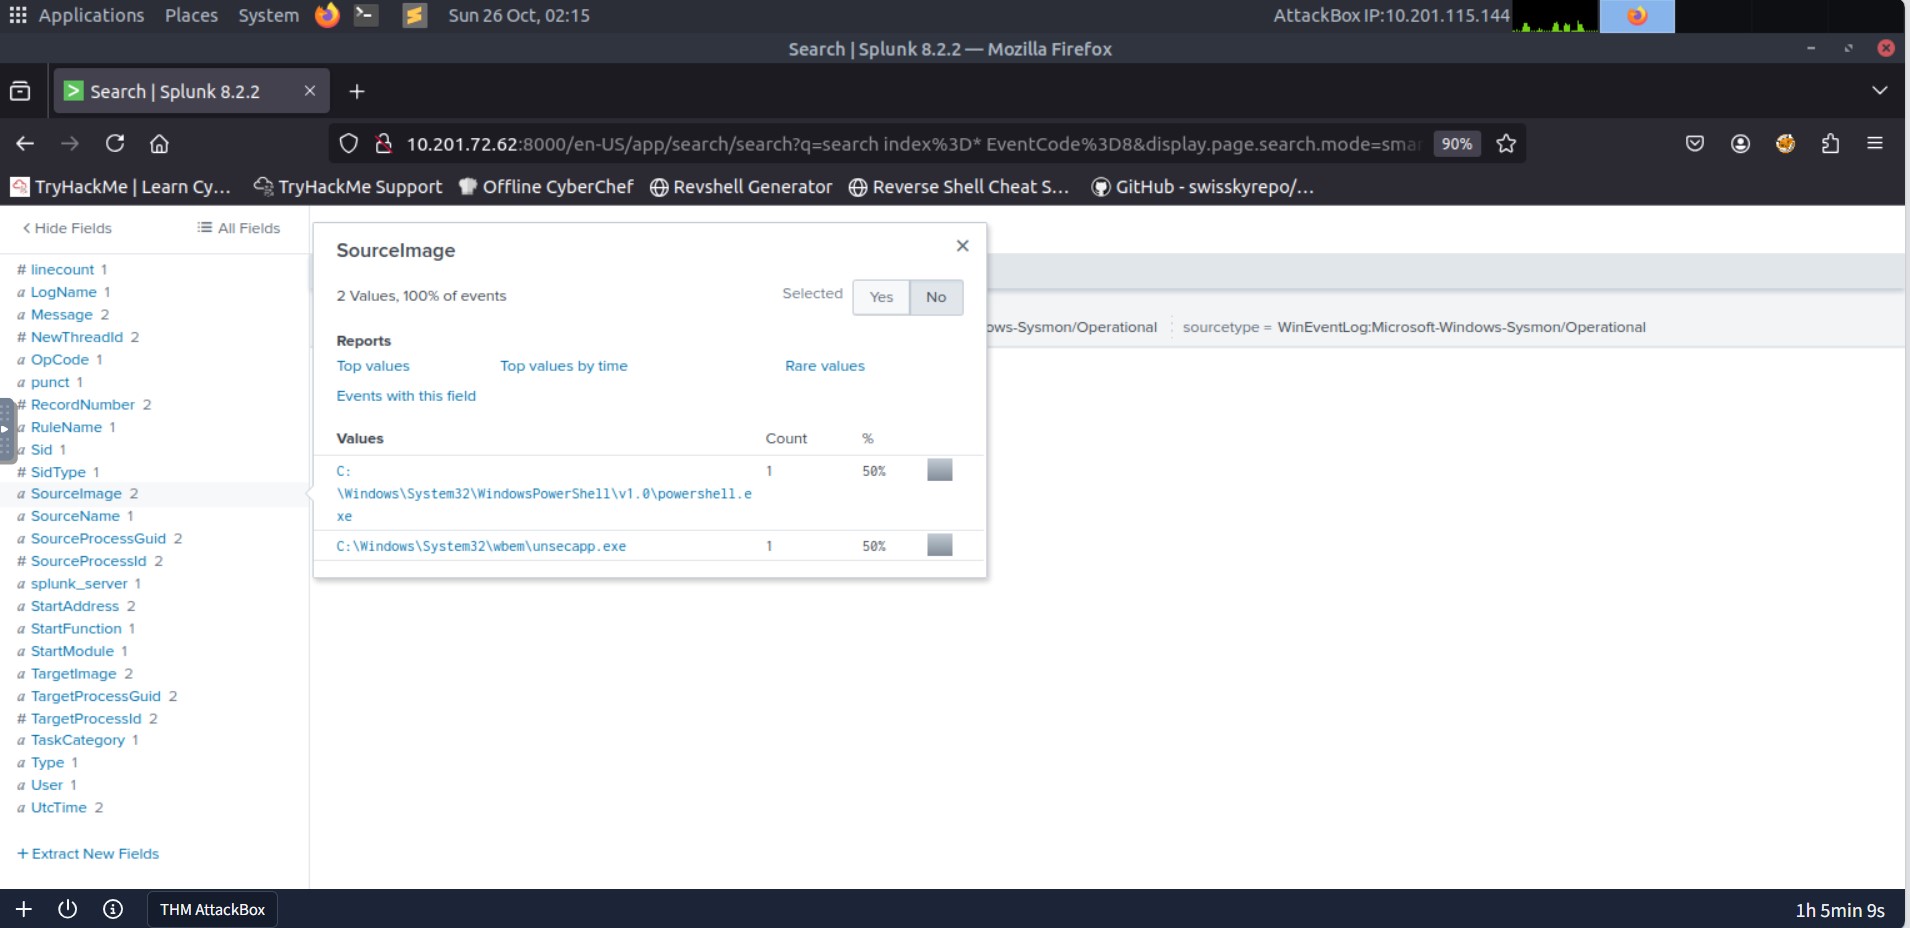 Applications Places System Sun 26 Oct, 02:15 AttackBox IP:10.201.115.144
Search | Splunk 8.2.2 — Mozilla Firefox
Search | Splunk 8.2.2
10.201.72.62:8000/en-US/app/search/search?q=search index%3D* EventCode%3D8&display.page.search.mode=smar 90%
TryHackMe | Learn Cy... TryHackMe Support Offline CyberChef Revshell Generator Reverse Shell Cheat S... GitHub - swisskyrepo/...
< Hide Fields All Fields
# linecount 1
a LogName 1
a Message 2
# NewThreadId 2
a OpCode 1
a punct 1
# RecordNumber 2
a RuleName 1
a Sid 1
# SidType 1
a SourceImage 2
a SourceName 1
a SourceProcessGuid 2
# SourceProcessId 2
a splunk_server 1
a StartAddress 2
a StartFunction 1
a StartModule 1
a TargetImage 2
a TargetProcessGuid 2
# TargetProcessId 2
a TaskCategory 1
a Type 1
a User 1
a UtcTime 2
+ Extract New Fields
SourceImage
2 Values, 100% of events Selected Yes No
Reports
Top values Top values by time Rare values
Events with this field
Values Count %
C: 1 50%
\Windows\System32\WindowsPowerShell\v1.0\powershell.e
xe
C:\Windows\System32\wbem\unsecapp.exe 1 50%
ows-Sysmon/Operational sourcetype = WinEventLog:Microsoft-Windows-Sysmon/Operational
THM AttackBox 1h 5min 9s